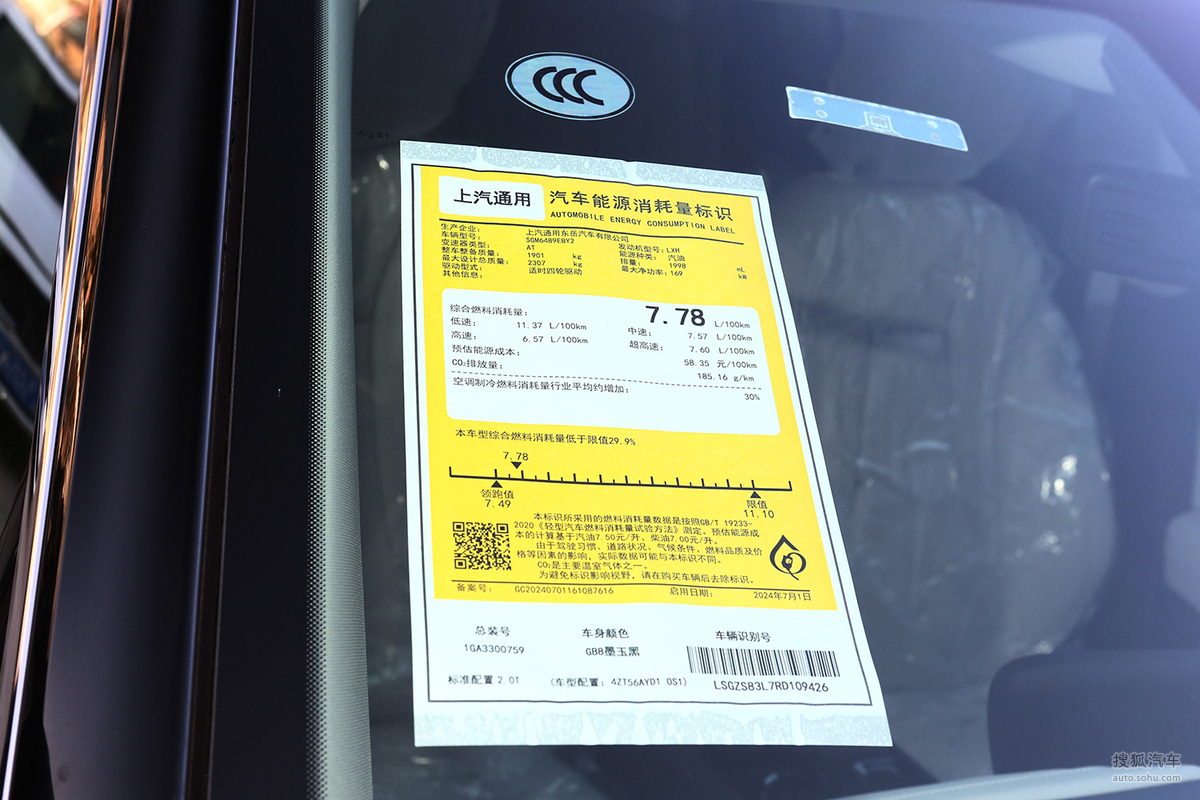 CCC
上汽通用
汽车能源消耗量标识
AUTOMOBILE ENERGY CONSUMPTION LABEL
生产企业: 上汽通用东岳汽车有限公司
车辆型号: SGM6489EBY2 发动机型号: LXH
变速器类型: AT 能源种类: 汽油
整车整备质量: 1901 kg 排量: 1998 mL
最大设计总质量: 2307 kg 最大净功率: 169 kW
驱动型式: 适时四轮驱动
其他信息:
综合燃料消耗量: 7.78 L/100km
低速: 11.37 L/100km 中速: 7.57 L/100km
高速: 6.57 L/100km 超高速: 7.60 L/100km
预估能源成本: 58.35 元/100km
CO₂排放量: 185.16 g/km
空调制冷燃料消耗量行业平均约增加: 30%
本车型综合燃料消耗量低于限值29.9%
7.78
领跑值
7.49
限值
11.10
本标识所采用的燃料消耗量数据是按照GB/T 19233-
2020《轻型汽车燃料消耗量试验方法》测定。预估能源成
本的计算基于汽油7.50元/升、柴油7.00元/升。
由于驾驶习惯、道路状况、气候条件、燃料品质及价
格等因素的影响，实际数据可能与本标识不同。
CO₂是主要温室气体之一。
为避免标识影响视野，请在购买车辆后去除标识。
备案号: GC20240701161087616 启用日期: 2024年7月1日
总装号 车身颜色 车辆识别号
1GA3300759 GB8墨玉黑
LSGZS83L7RD109426
标准配置 2.0T (车型配置: 4ZT56AYD1 0S1)
搜狐汽车
auto.sohu.com